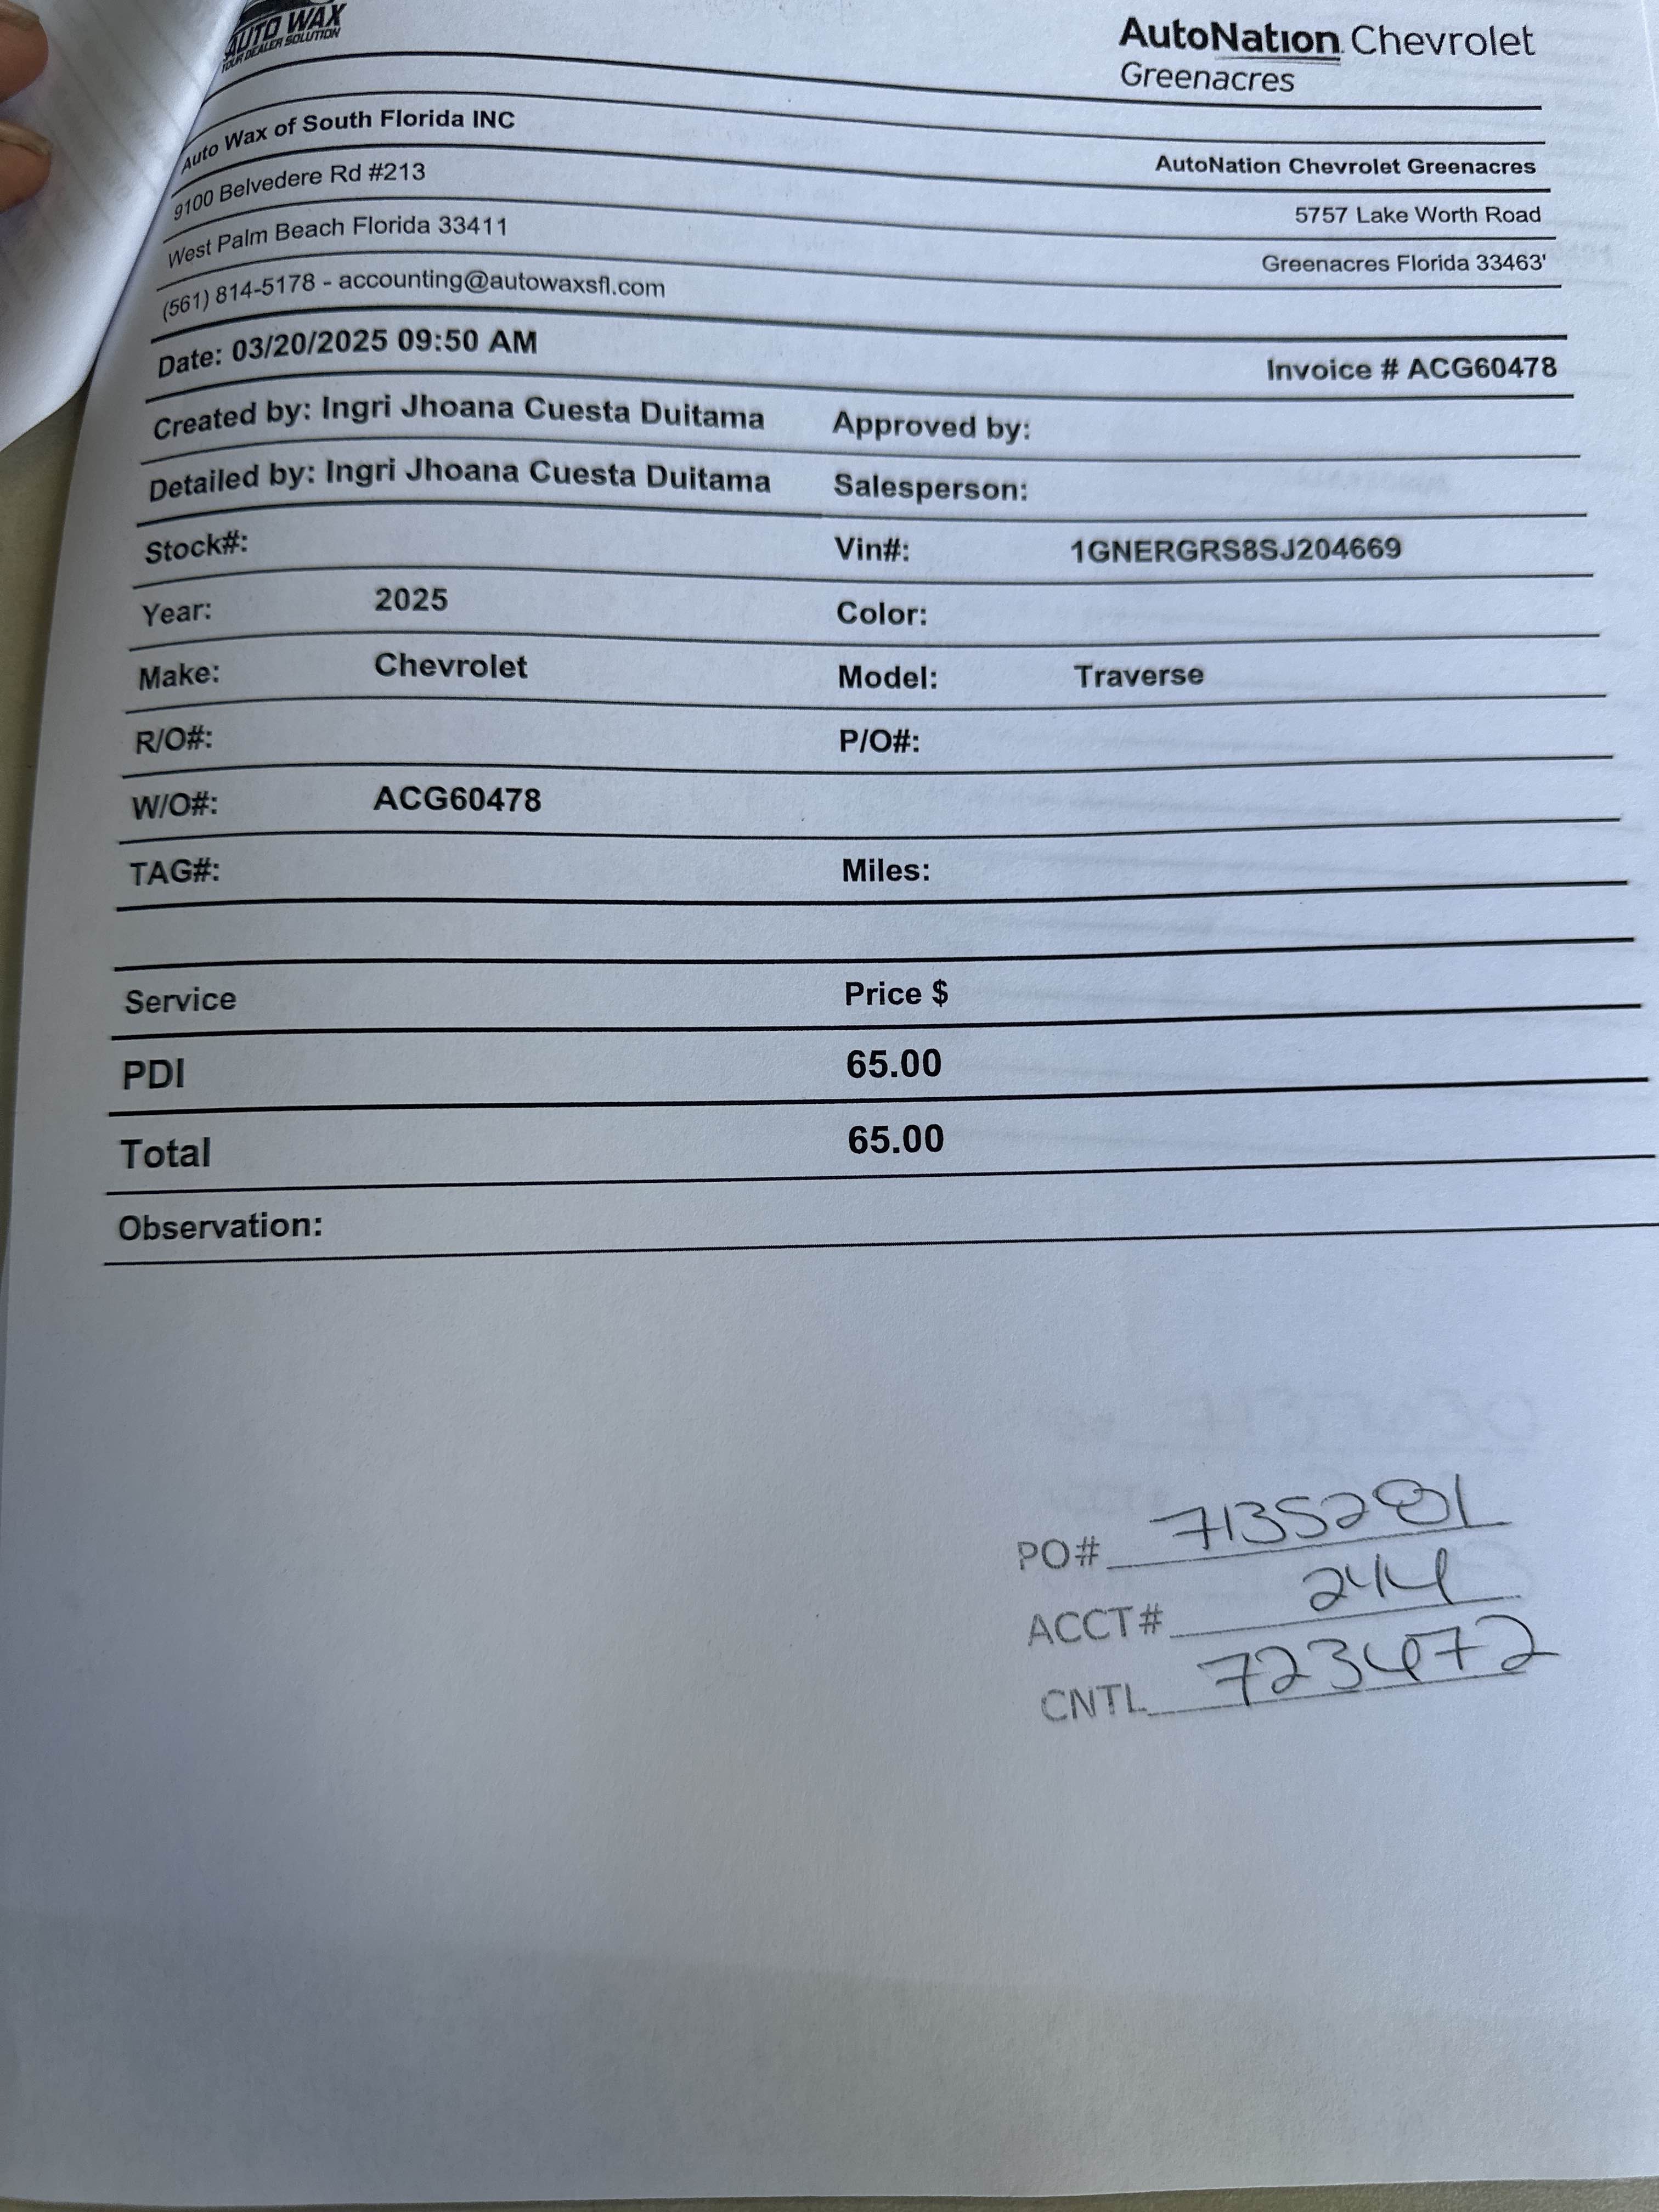 AUTO WAX
YOUR DEALER SOLUTION
AutoNation Chevrolet
Greenacres
Auto Wax of South Florida INC
AutoNation Chevrolet Greenacres
9100 Belvedere Rd #213
5757 Lake Worth Road
West Palm Beach Florida 33411
Greenacres Florida 33463'
(561) 814-5178 - accounting@autowaxsfl.com
Date: 03/20/2025 09:50 AM
Invoice # ACG60478
Created by: Ingri Jhoana Cuesta Duitama Approved by:
Detailed by: Ingri Jhoana Cuesta Duitama Salesperson:
Stock#: Vin#: 1GNERGRS8SJ204669
Year: 2025 Color:
Make: Chevrolet Model: Traverse
R/O#: P/O#:
W/O#: ACG60478
TAG#: Miles:
Service Price $
PDI 65.00
Total 65.00
Observation:
PO# 7135281
ACCT# 244
CNTL 723472